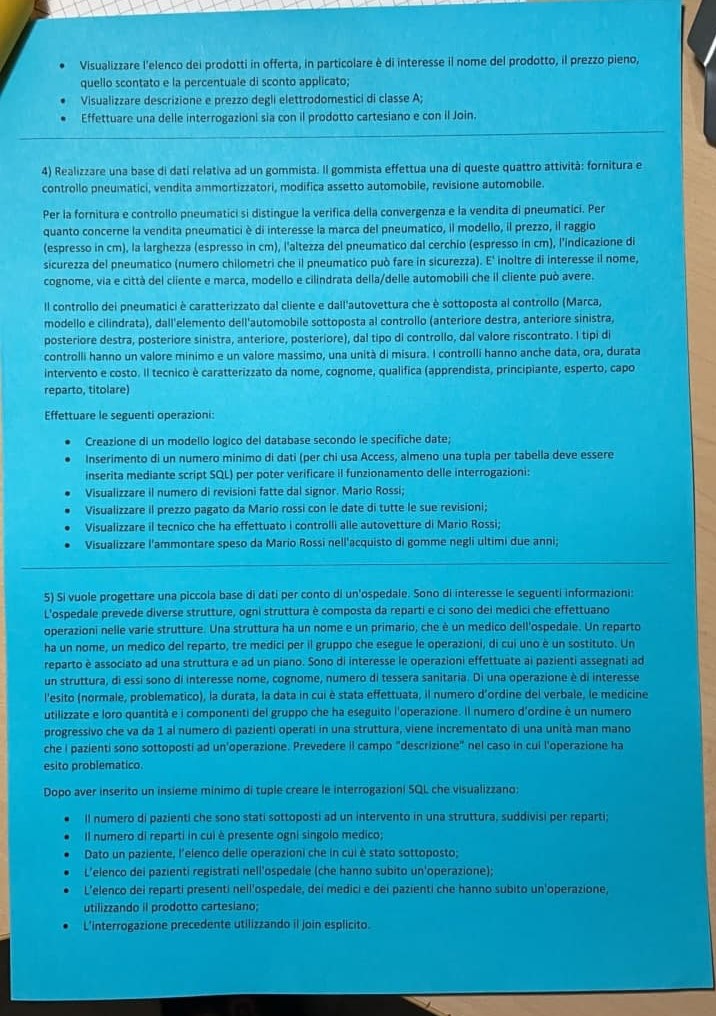 • Visualizzare l'elenco dei prodotti in offerta, in particolare è di interesse il nome del prodotto, il prezzo pieno,
quello scontato e la percentuale di sconto applicato;
• Visualizzare descrizione e prezzo degli elettrodomestici di classe A;
• Effettuare una delle interrogazioni sia con il prodotto cartesiano e con il Join.
4) Realizzare una base di dati relativa ad un gommista. Il gommista effettua una di queste quattro attività: fornitura e
controllo pneumatici, vendita ammortizzatori, modifica assetto automobile, revisione automobile.
Per la fornitura e controllo pneumatici si distingue la verifica della convergenza e la vendita di pneumatici. Per
quanto concerne la vendita pneumatici è di interesse la marca del pneumatico, il modello, il prezzo, il raggio
(espresso in cm), la larghezza (espresso in cm), l'altezza del pneumatico dal cerchio (espresso in cm), l'indicazione di
sicurezza del pneumatico (numero chilometri che il pneumatico può fare in sicurezza). E' inoltre di interesse il nome,
cognome, via e città del cliente e marca, modello e cilindrata della/delle automobili che il cliente può avere.
Il controllo dei pneumatici è caratterizzato dal cliente e dall'autovettura che è sottoposta al controllo (Marca,
modello e cilindrata), dall'elemento dell'automobile sottoposta al controllo (anteriore destra, anteriore sinistra,
posteriore destra, posteriore sinistra, anteriore, posteriore), dal tipo di controllo, dal valore riscontrato. I tipi di
controlli hanno un valore minimo e un valore massimo, una unità di misura. I controlli hanno anche data, ora, durata
intervento e costo. Il tecnico è caratterizzato da nome, cognome, qualifica (apprendista, principiante, esperto, capo
reparto, titolare)
Effettuare le seguenti operazioni:
• Creazione di un modello logico del database secondo le specifiche date;
• Inserimento di un numero minimo di dati (per chi usa Access, almeno una tupla per tabella deve essere
inserita mediante script SQL) per poter verificare il funzionamento delle interrogazioni:
• Visualizzare il numero di revisioni fatte dal signor. Mario Rossi;
• Visualizzare il prezzo pagato da Mario rossi con le date di tutte le sue revisioni;
• Visualizzare il tecnico che ha effettuato i controlli alle autovetture di Mario Rossi;
• Visualizzare l'ammontare speso da Mario Rossi nell'acquisto di gomme negli ultimi due anni;
5) Si vuole progettare una piccola base di dati per conto di un'ospedale. Sono di interesse le seguenti informazioni:
L'ospedale prevede diverse strutture, ogni struttura è composta da reparti e ci sono dei medici che effettuano
operazioni nelle varie strutture. Una struttura ha un nome e un primario, che è un medico dell'ospedale. Un reparto
ha un nome, un medico del reparto, tre medici per il gruppo che esegue le operazioni, di cui uno è un sostituto. Un
reparto è associato ad una struttura e ad un piano. Sono di interesse le operazioni effettuate ai pazienti assegnati ad
un struttura, di essi sono di interesse nome, cognome, numero di tessera sanitaria. Di una operazione è di interesse
l'esito (normale, problematico), la durata, la data in cui è stata effettuata, il numero d'ordine del verbale, le medicine
utilizzate e loro quantità e i componenti del gruppo che ha eseguito l'operazione. Il numero d'ordine è un numero
progressivo che va da 1 al numero di pazienti operati in una struttura, viene incrementato di una unità man mano
che i pazienti sono sottoposti ad un'operazione. Prevedere il campo "descrizione" nel caso in cui l'operazione ha
esito problematico.
Dopo aver inserito un insieme minimo di tuple creare le interrogazioni SQL che visualizzano:
• Il numero di pazienti che sono stati sottoposti ad un intervento in una struttura, suddivisi per reparti;
• Il numero di reparti in cui è presente ogni singolo medico;
• Dato un paziente, l'elenco delle operazioni che in cui è stato sottoposto;
• L'elenco dei pazienti registrati nell'ospedale (che hanno subito un'operazione);
• L'elenco dei reparti presenti nell'ospedale, dei medici e dei pazienti che hanno subito un'operazione,
utilizzando il prodotto cartesiano;
• L'interrogazione precedente utilizzando il join esplicito.